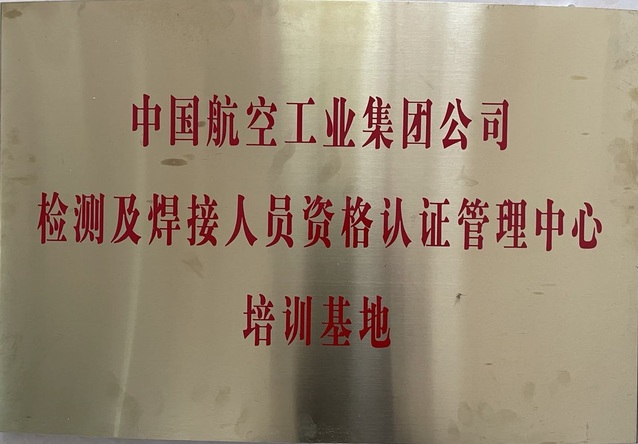 中国航空工业集团公司
检测及焊接人员资格认证管理中心
培训基地